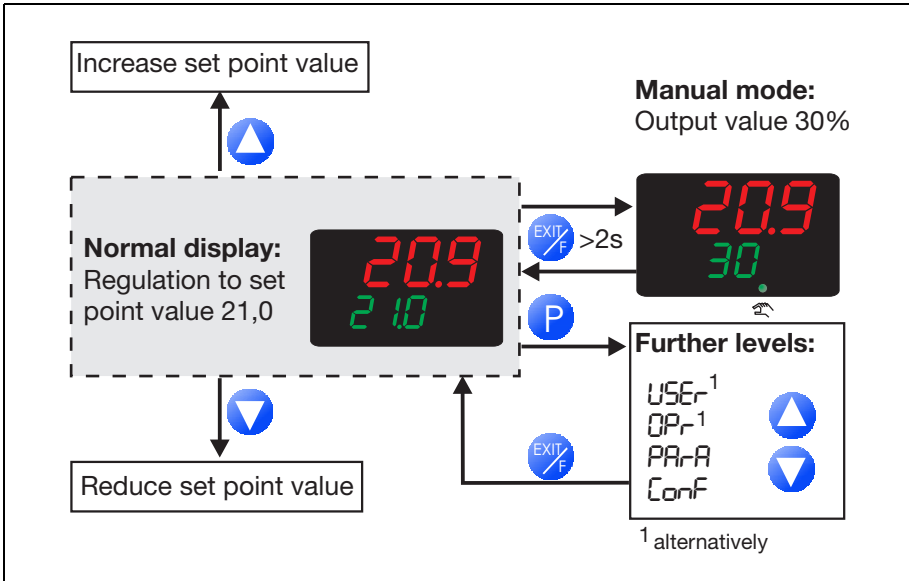 Increase set point value
Manual mode:
Output value 30%
Normal display:
Regulation to set
point value 21,0
20.9
21.0
EXIT/F >2s
20.9
30.
P
Further levels:
USEr¹
OPr¹
PArA
ConF
EXIT/F
Reduce set point value
¹ alternatively